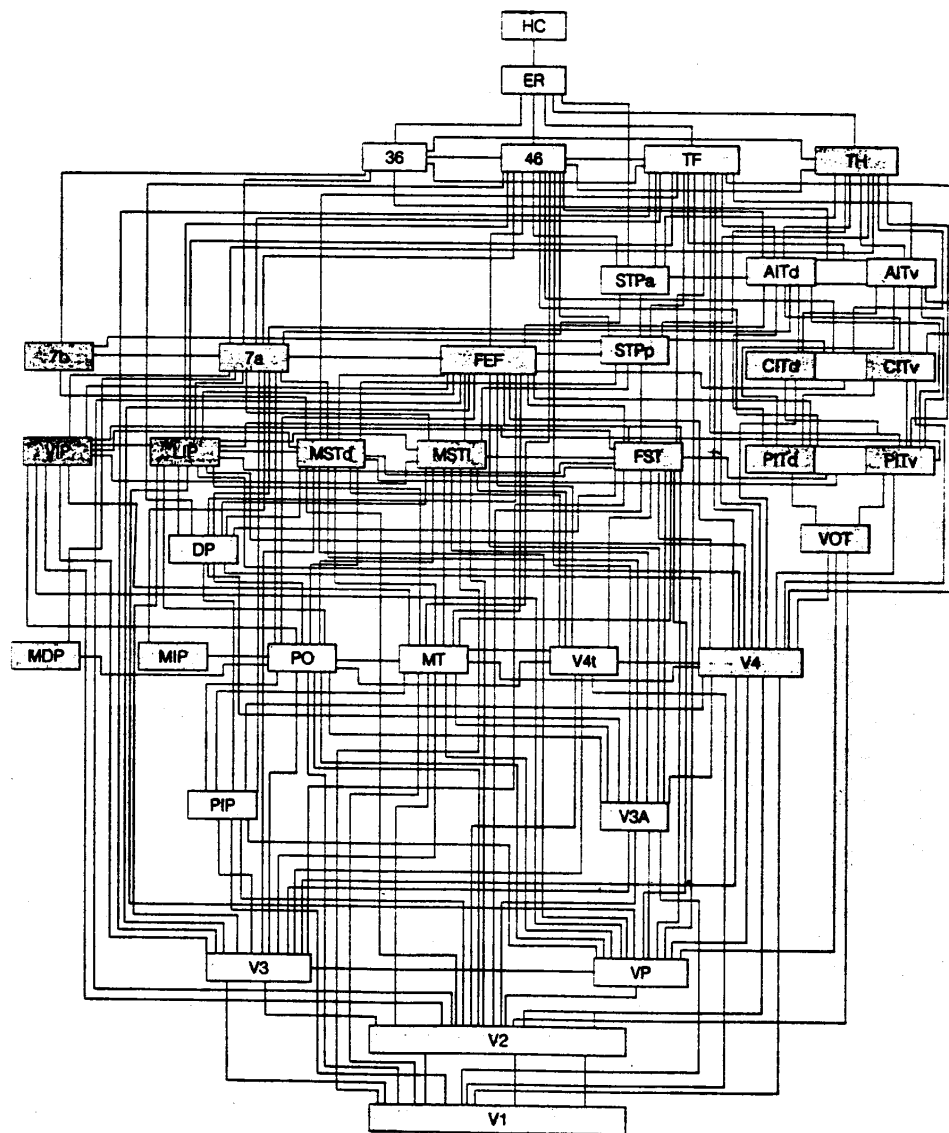 HC
ER
36 46 TF TH
STPa AITd AITv
7b 7a FEF STPp CITd CITv
VIP LIP MSTd MSTl FST PITd PITv
DP VOT
MDP MIP PO MT V4t V4
PIP V3A
V3 VP
V2
V1